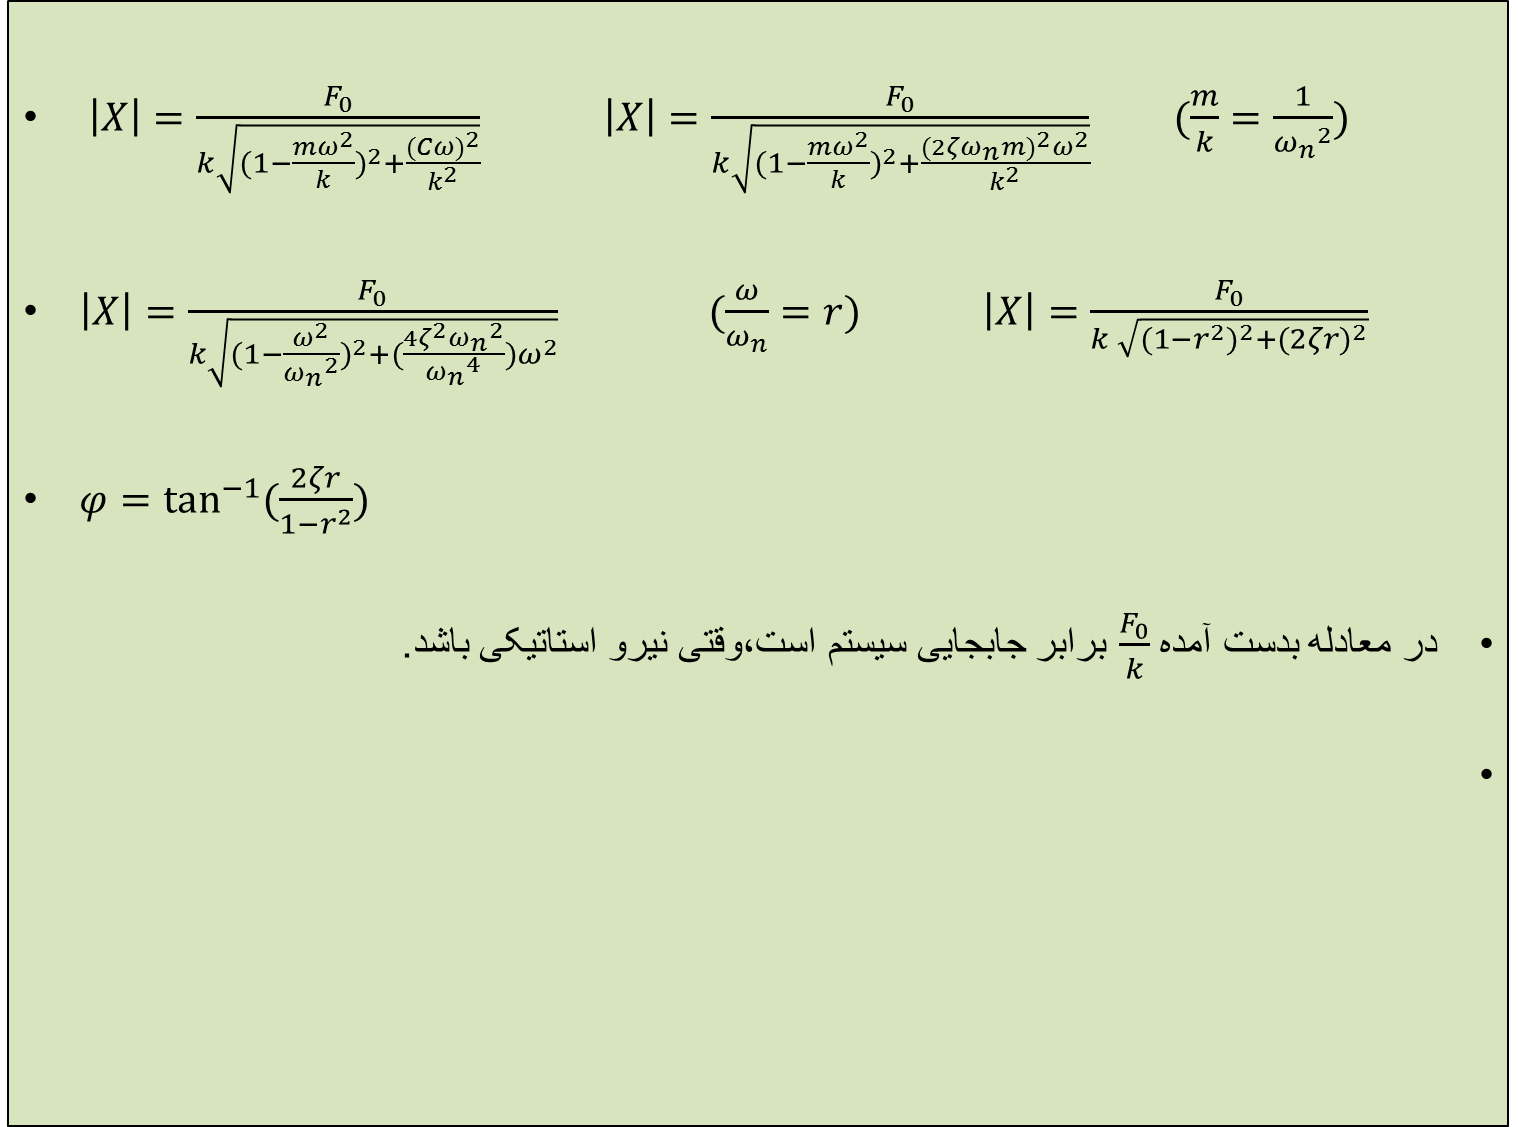 • |X| = F₀ / k√((1−mω²/k)²+(Cω)²/k²) |X| = F₀ / k√((1−mω²/k)²+(2ζωₙm)²ω²/k²) (m/k = 1/ωₙ²)
• |X| = F₀ / k√((1−ω²/ωₙ²)²+(4ζ²ωₙ²/ωₙ⁴)ω²) (ω/ωₙ = r) |X| = F₀ / k √((1−r²)²+(2ζr)²)
• φ = tan⁻¹(2ζr/1−r²)
• در معادله بدست آمده F₀/k برابر جابجایی سیستم است،وقتی نیرو استاتیکی باشد.
•